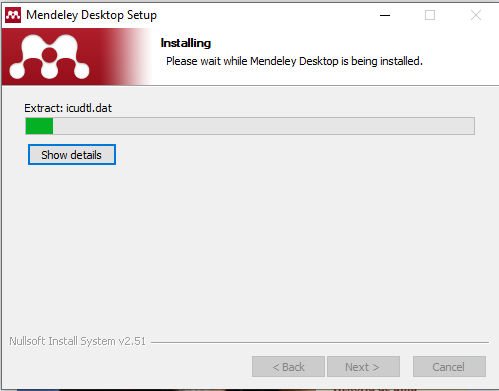 Mendeley Desktop Setup
Installing
Please wait while Mendeley Desktop is being installed.
Extract: icudtl.dat
Show details
Nullsoft Install System v2.51
< Back
Next >
Cancel